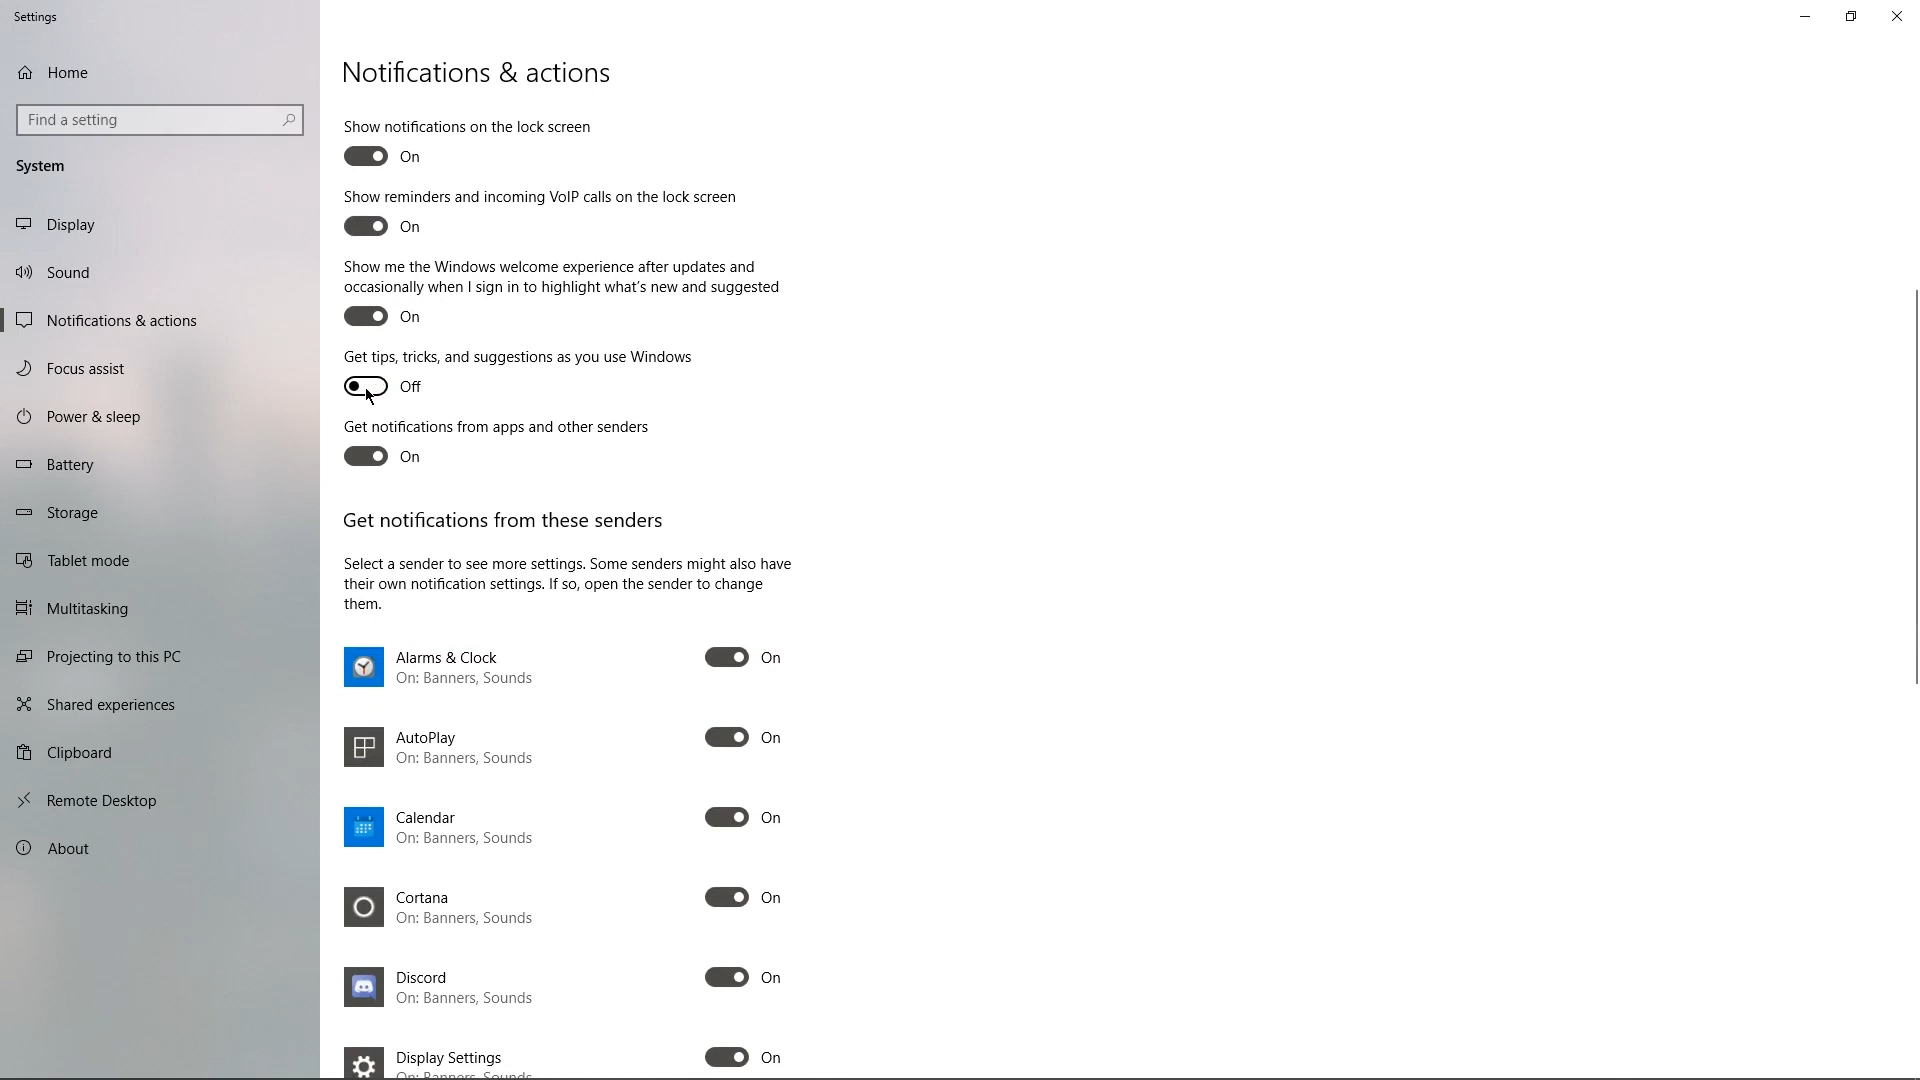 Settings
Home
Find a setting
System
Display
Sound
Notifications & actions
Focus assist
Power & sleep
Battery
Storage
Tablet mode
Multitasking
Projecting to this PC
Shared experiences
Clipboard
Remote Desktop
About
Notifications & actions
Show notifications on the lock screen
On
Show reminders and incoming VoIP calls on the lock screen
On
Show me the Windows welcome experience after updates and
occasionally when I sign in to highlight what's new and suggested
On
Get tips, tricks, and suggestions as you use Windows
Off
Get notifications from apps and other senders
On
Get notifications from these senders
Select a sender to see more settings. Some senders might also have
their own notification settings. If so, open the sender to change
them.
Alarms & Clock
On
On: Banners, Sounds
AutoPlay
On
On: Banners, Sounds
Calendar
On
On: Banners, Sounds
Cortana
On
On: Banners, Sounds
Discord
On
On: Banners, Sounds
Display Settings
On
On: Banners, Sounds